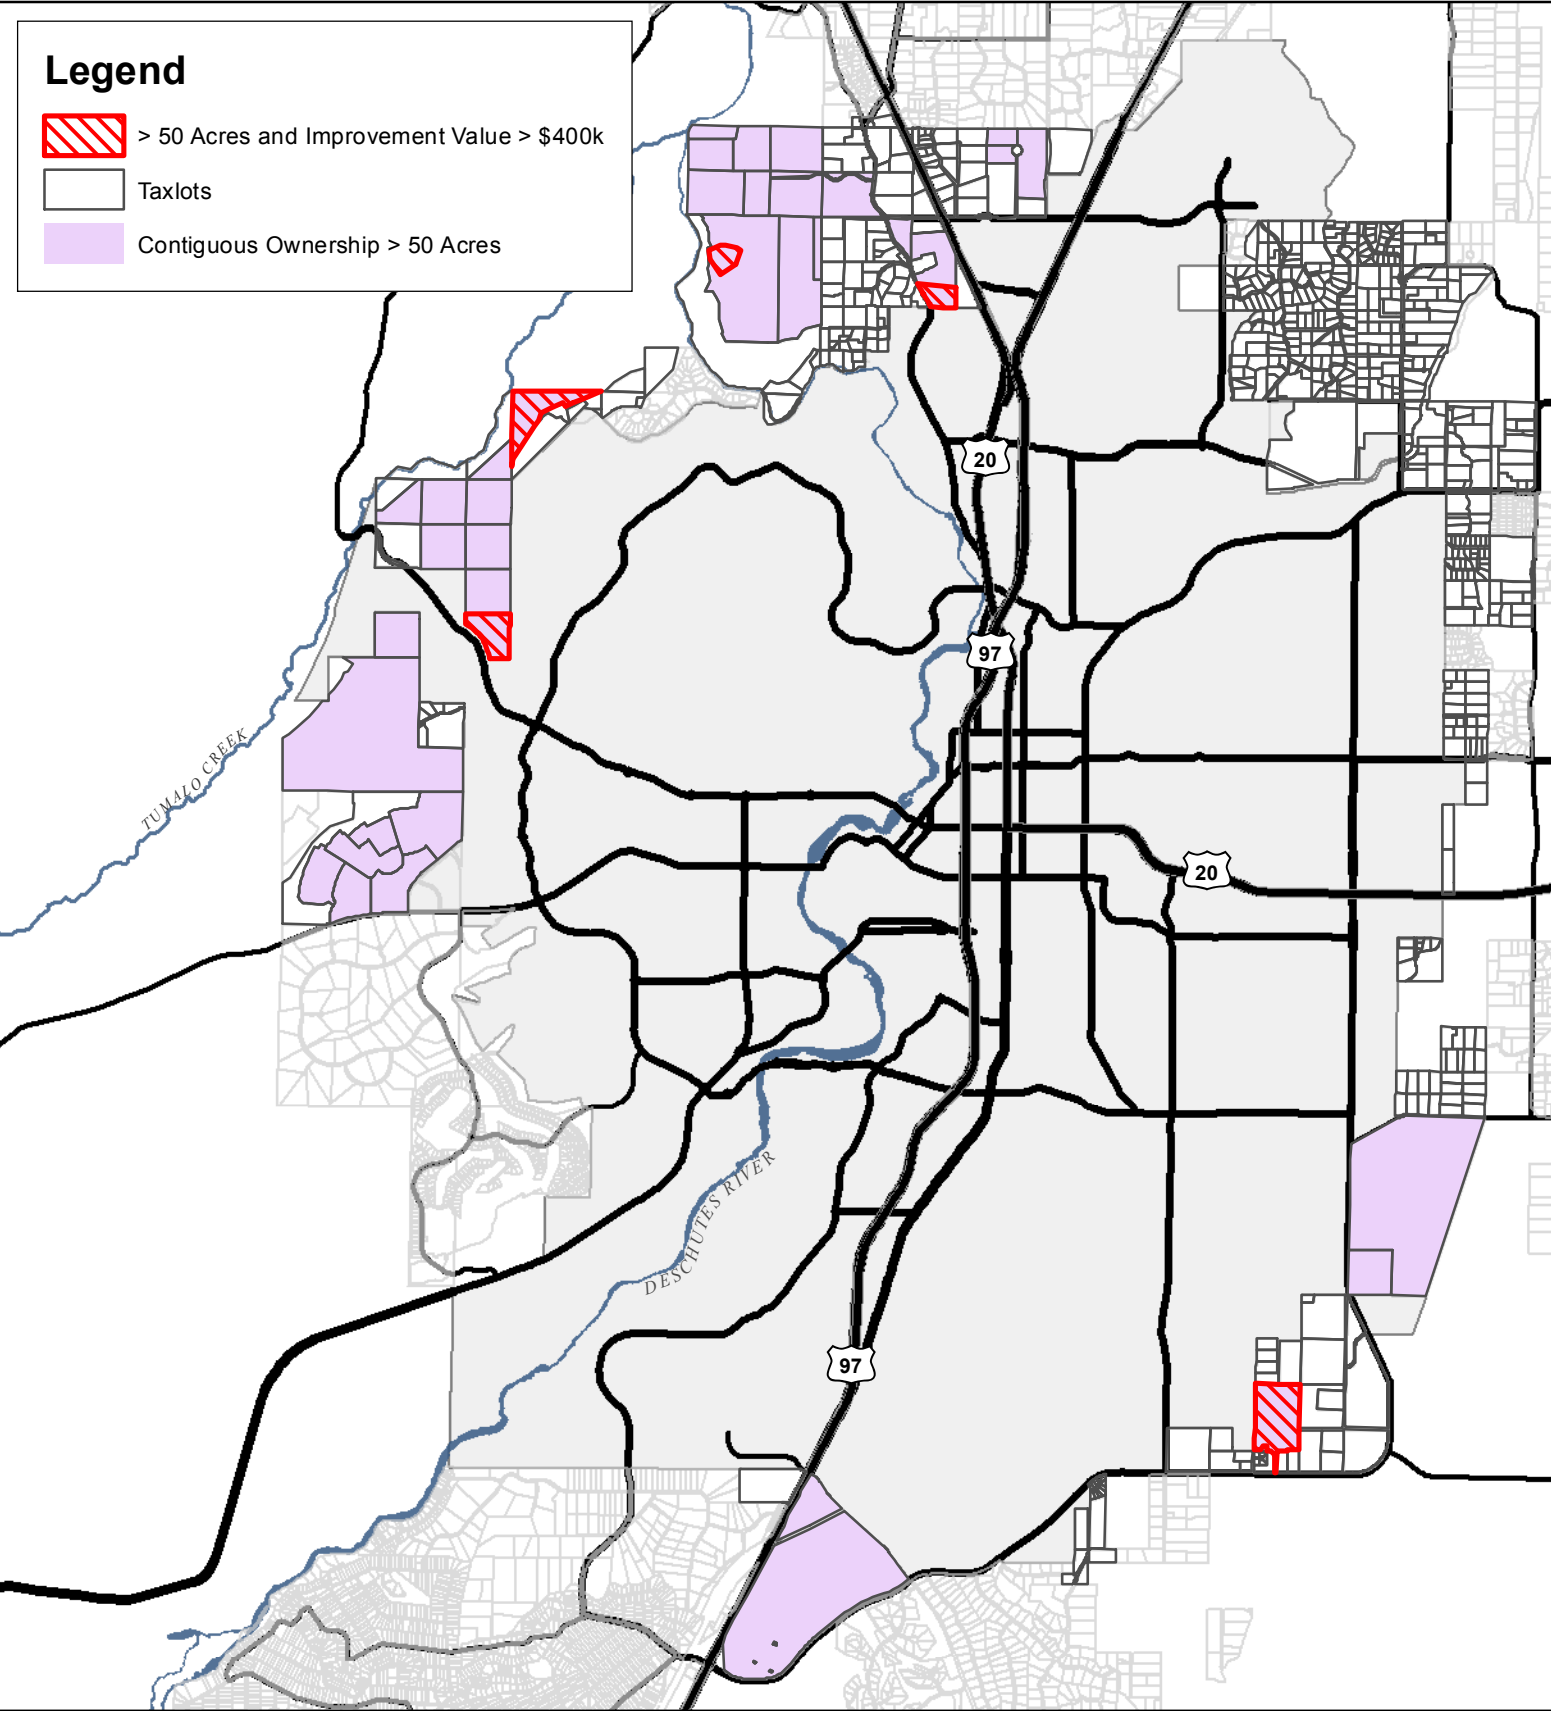 Legend
> 50 Acres and Improvement Value > $400k
Taxlots
Contiguous Ownership > 50 Acres
20
97
TUMALO CREEK
20
DESCHUTES RIVER
97